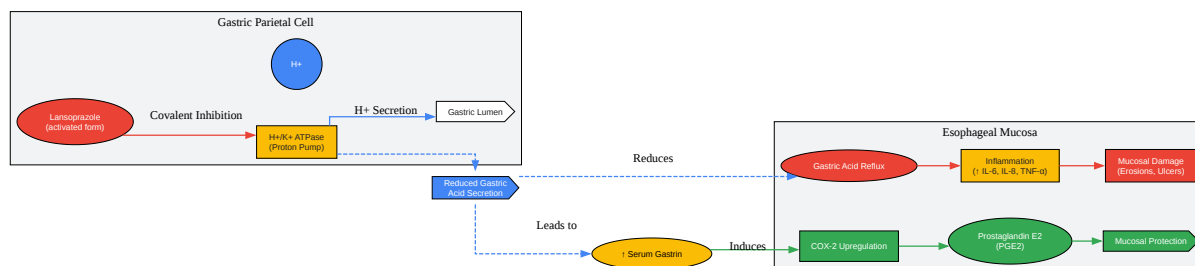 Gastric Parietal Cell
H+
Lansoprazole
(activated form)
Covalent Inhibition
H+/K+ ATPase
(Proton Pump)
H+ Secretion
Gastric Lumen
Reduced Gastric
Acid Secretion
Reduces
Leads to
↑ Serum Gastrin
Induces
Esophageal Mucosa
Gastric Acid Reflux
Inflammation
(↑ IL-6, IL-8, TNF-α)
Mucosal Damage
(Erosions, Ulcers)
COX-2 Upregulation
Prostaglandin E2
(PGE2)
Mucosal Protection